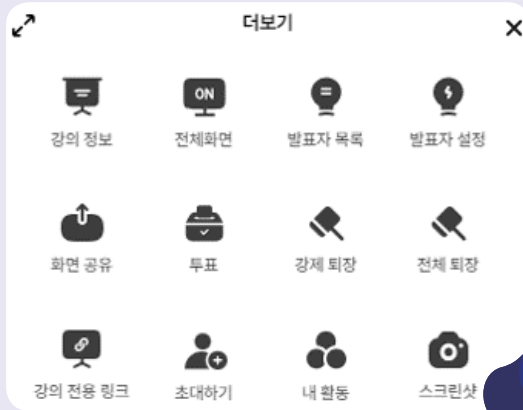 더보기
강의 정보
전체화면
ON
발표자 목록
발표자 설정
화면 공유
투표
강제 퇴장
전체 퇴장
강의 전용 링크
초대하기
내 활동
스크린샷